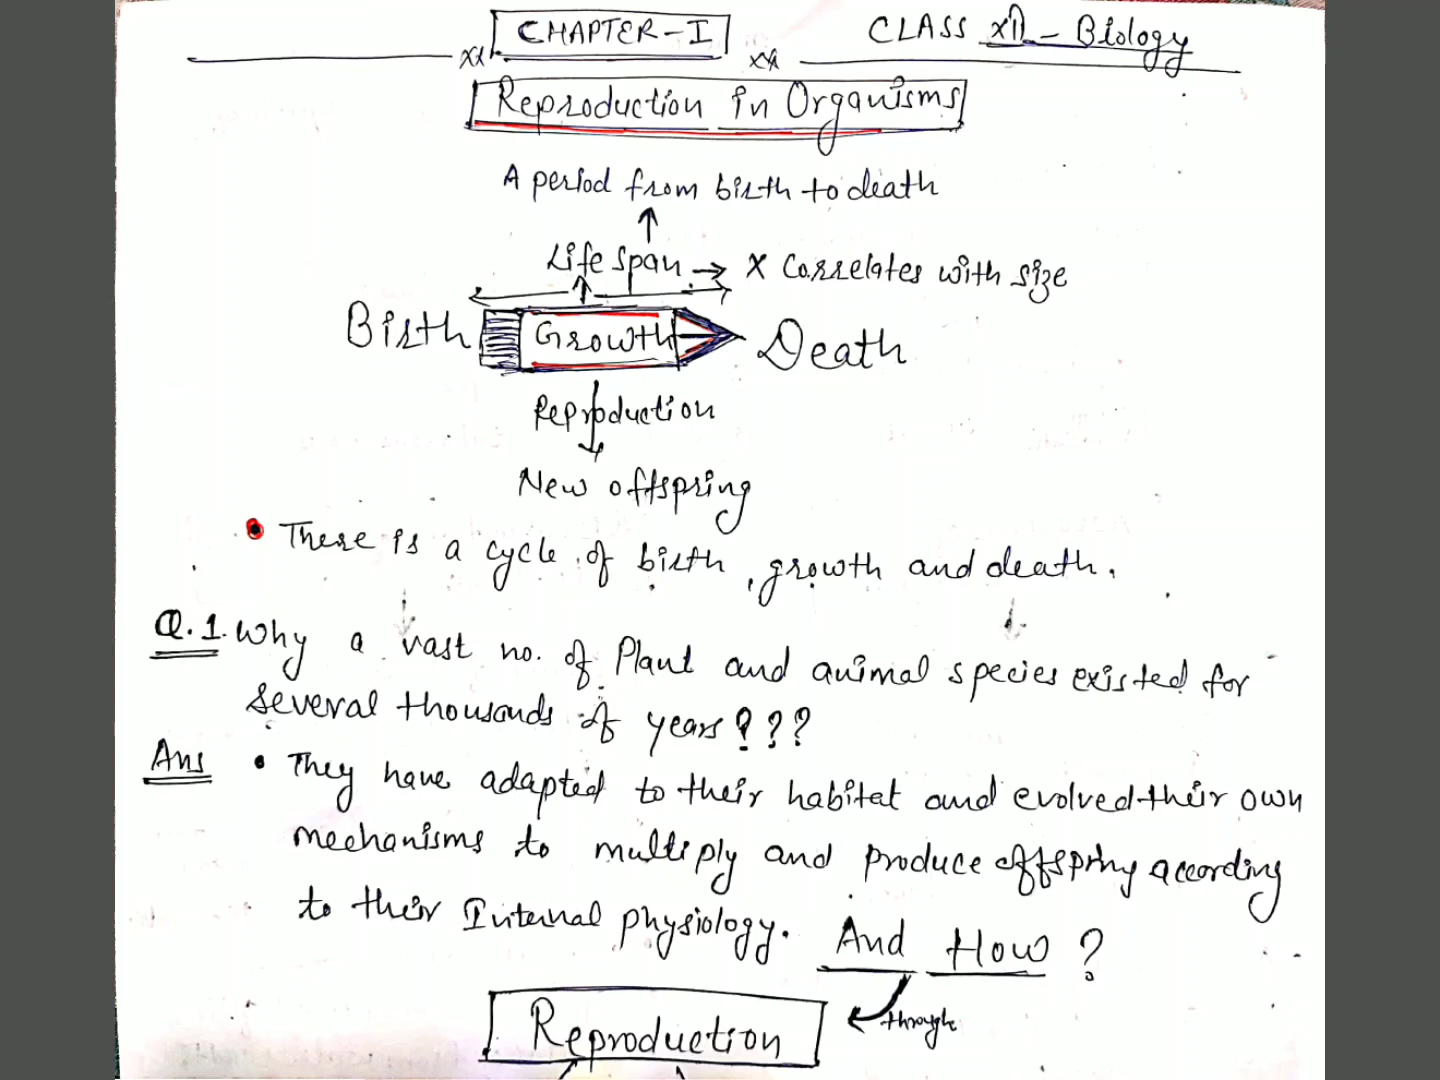 CHAPTER-I
CLASS XII - Biology
xx xx
Reproduction in Organisms
A period from birth to death
↑
Life span → X Correlates with size
Birth Growth Death
Reproduction
New offspring
• There is a cycle of birth, growth and death.
Q.1. Why a vast no. of Plant and animal species existed for
several thousands of years???
Ans • They have adapted to their habitat and evolved their own
mechanisms to multiply and produce offspring according
to their Internal physiology. And How?
through
Reproduction